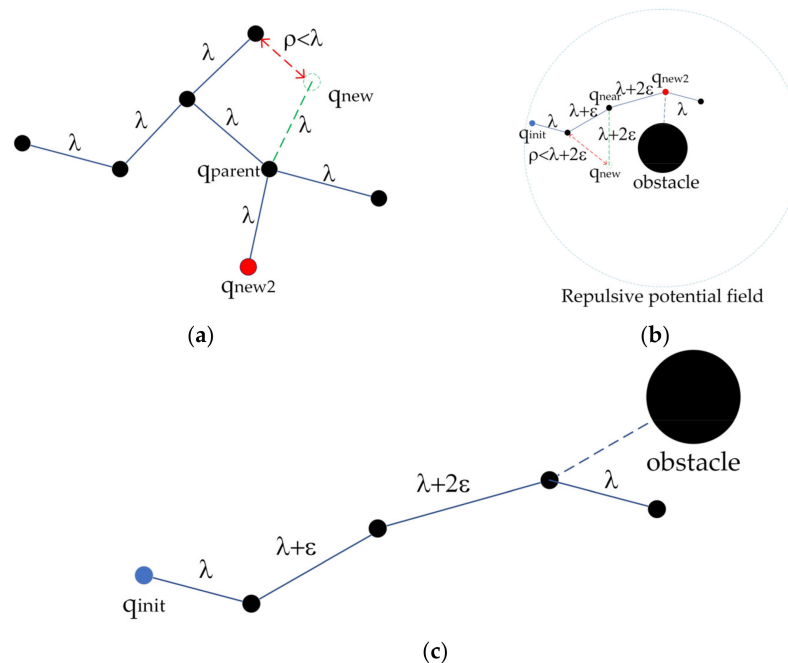 λ
ρ<λ
qnew
λ
λ
λ
λ
qparent
λ
λ
qnew2
(a)
qnew2
qnear
λ+2ε
λ
λ+ε
λ
qinit
λ+2ε
ρ<λ+2ε
qnew
obstacle
Repulsive potential field
(b)
obstacle
λ+2ε
λ
λ+ε
λ
qinit
(c)